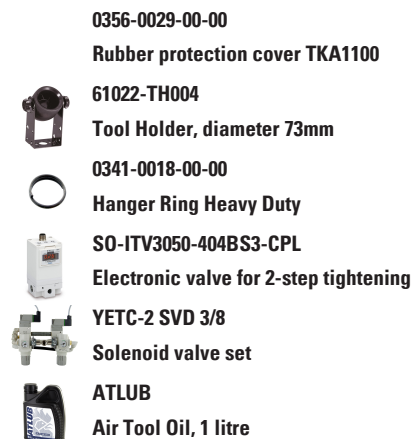 0356-0029-00-00
Rubber protection cover TKA1100
61022-TH004
Tool Holder, diameter 73mm
0341-0018-00-00
Hanger Ring Heavy Duty
SO-ITV3050-404BS3-CPL
Electronic valve for 2-step tightening
YETC-2 SVD 3/8
Solenoid valve set
ATLUB
ATLUB
Air Tool Oil, 1 litre